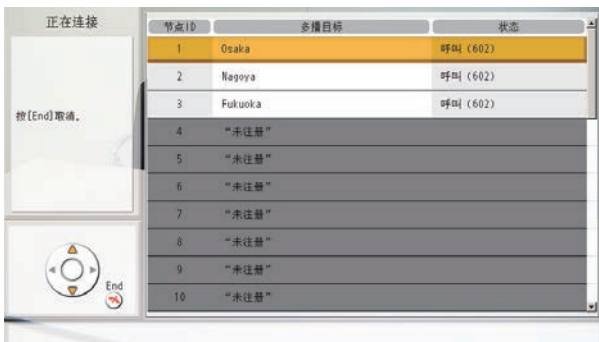 正在连接
按[End]取消。
End
节点ID 多播目标 状态
1 Osaka 呼叫 (602)
2 Nagoya 呼叫 (602)
3 Fukuoka 呼叫 (602)
4 “未注册”
5 “未注册”
6 “未注册”
7 “未注册”
8 “未注册”
9 “未注册”
10 “未注册”